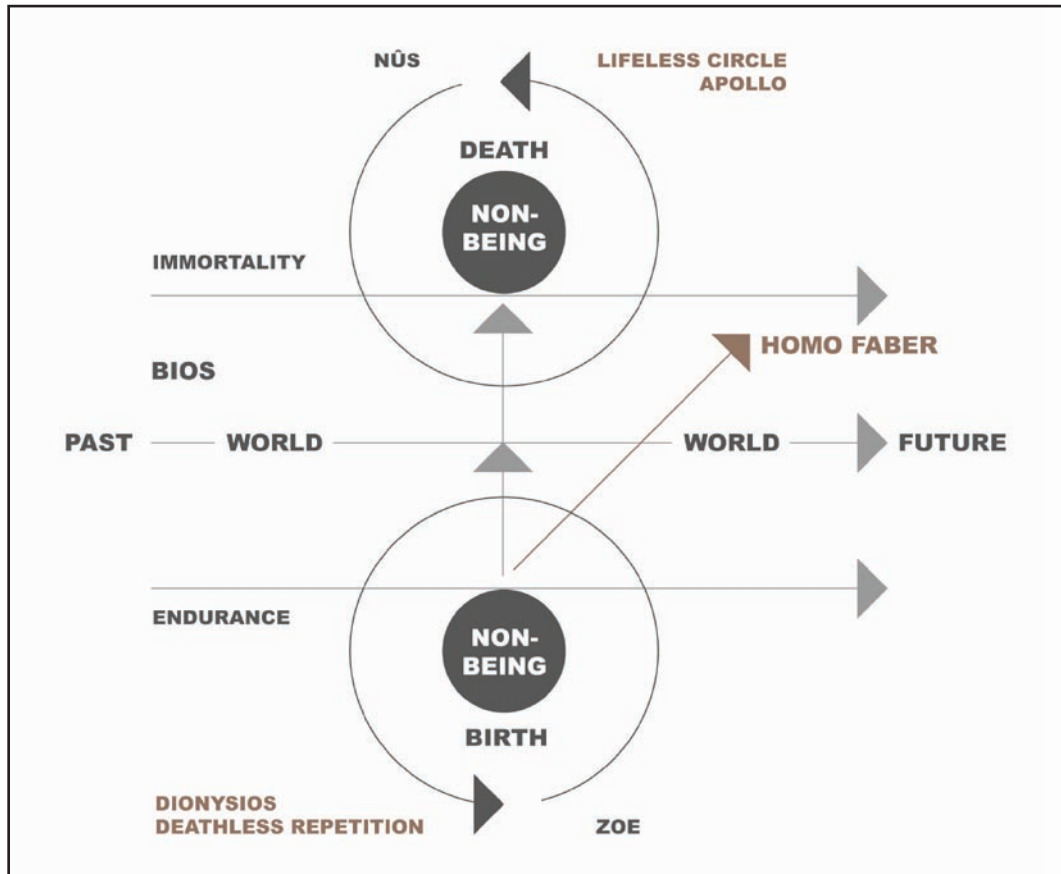 NÛS
LIFELESS CIRCLE
APOLLO
DEATH
NON-
BEING
IMMORTALITY
HOMO FABER
BIOS
PAST
WORLD
WORLD
FUTURE
ENDURANCE
NON-
BEING
BIRTH
DIONYSIOS
DEATHLESS REPETITION
ZOE